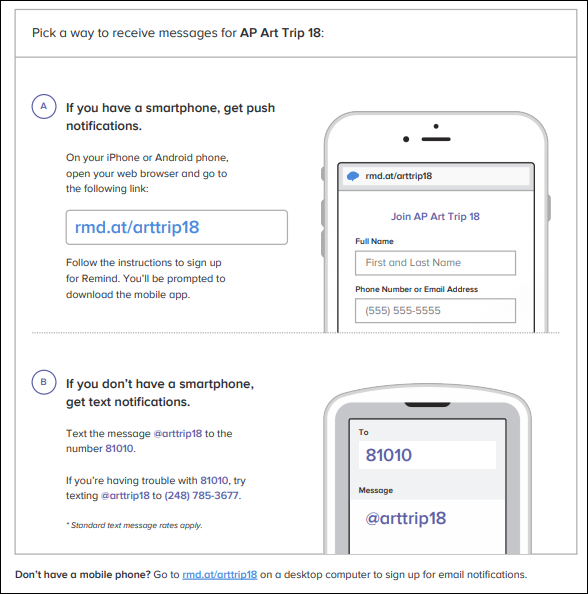 Pick a way to receive messages for AP Art Trip 18:
A
If you have a smartphone, get push
notifications.
On your iPhone or Android phone,
open your web browser and go to
the following link:
rmd.at/arttrip18
Follow the instructions to sign up
for Remind. You'll be prompted to
download the mobile app.
rmd.at/arttrip18
Join AP Art Trip 18
Full Name
First and Last Name
Phone Number or Email Address
(555) 555-5555
B
If you don't have a smartphone,
get text notifications.
Text the message @arttrip18 to the
number 81010.
If you're having trouble with 81010, try
texting @arttrip18 to (248) 785-3677.
* Standard text message rates apply.
To
81010
Message
@arttrip18
Don't have a mobile phone? Go to rmd.at/arttrip18 on a desktop computer to sign up for email notifications.